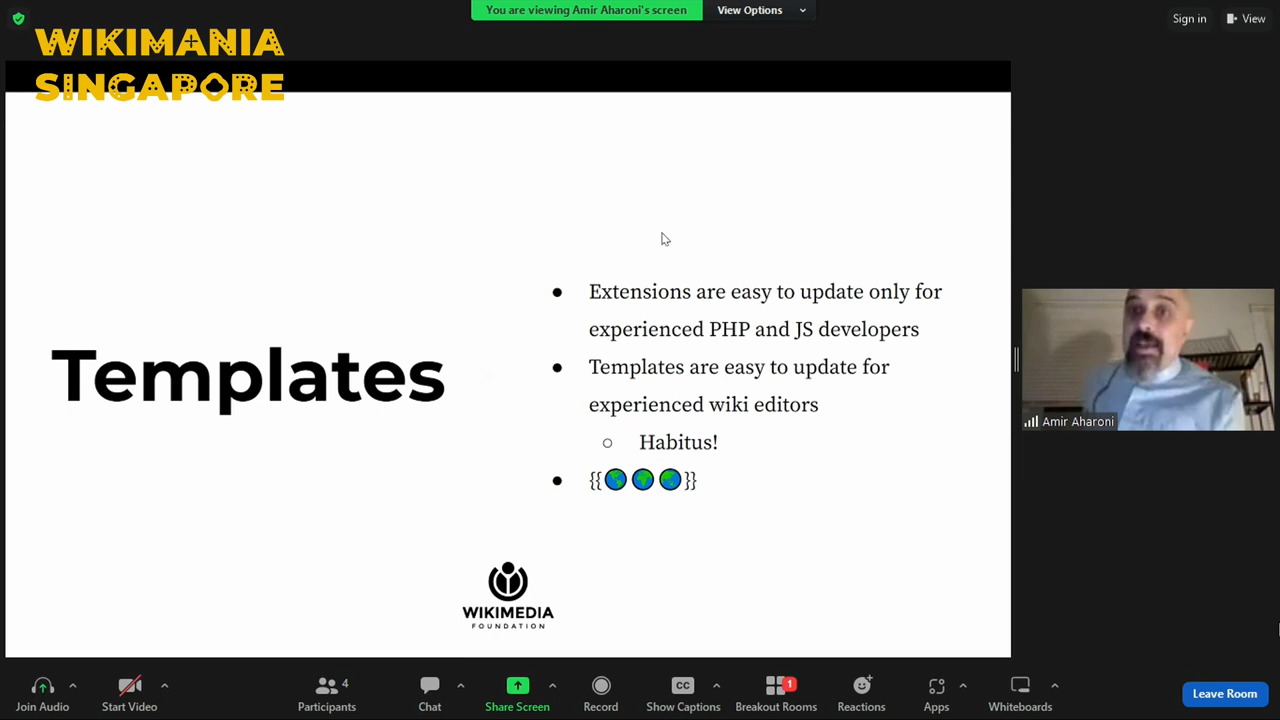 You are viewing Amir Aharoni's screen
View Options
Sign in
View
WIKIMANIA
SINGAPORE
Templates
● Extensions are easy to update only for
experienced PHP and JS developers
● Templates are easy to update for
experienced wiki editors
○ Habitus!
● {{🌎🌍🌏}}
WIKIMEDIA
FOUNDATION
Amir Aharoni
Join Audio
Start Video
4
Participants
Chat
Share Screen
Record
CC
Show Captions
1
Breakout Rooms
Reactions
Apps
Whiteboards
Leave Room